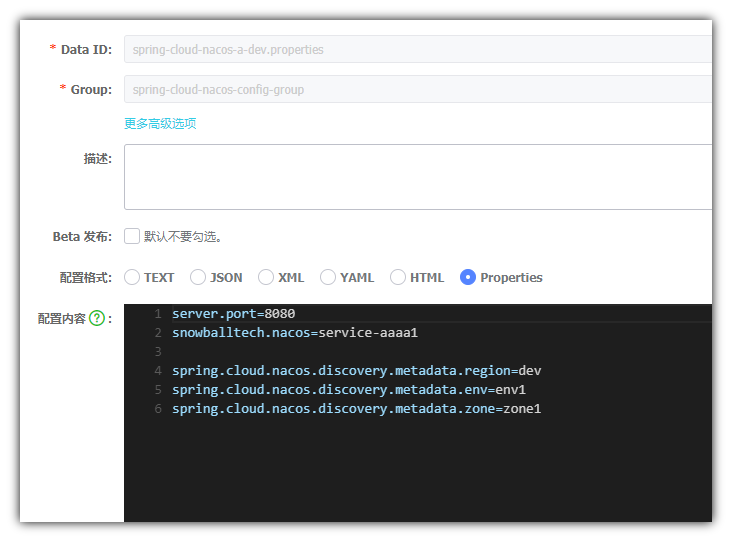 * Data ID: spring-cloud-nacos-a-dev.properties
* Group: spring-cloud-nacos-config-group
更多高级选项
描述:
Beta 发布: 默认不要勾选。
配置格式: TEXT JSON XML YAML HTML Properties
配置内容 ? : 1 server.port=8080
2 snowballtech.nacos=service-aaaa1
3
4 spring.cloud.nacos.discovery.metadata.region=dev
5 spring.cloud.nacos.discovery.metadata.env=env1
6 spring.cloud.nacos.discovery.metadata.zone=zone1